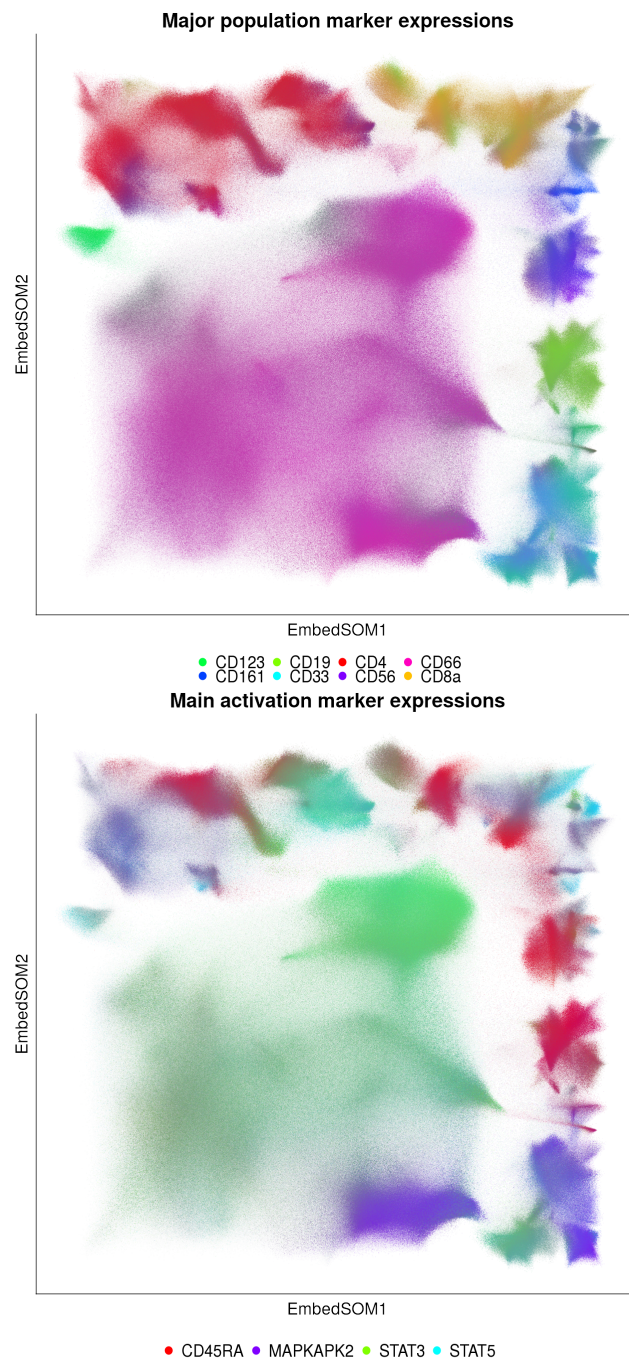 Major population marker expressions
EmbedSOM2
EmbedSOM1
CD123 CD19 CD4 CD66
CD161 CD33 CD56 CD8a
Main activation marker expressions
EmbedSOM2
EmbedSOM1
CD45RA MAPKAPK2 STAT3 STAT5